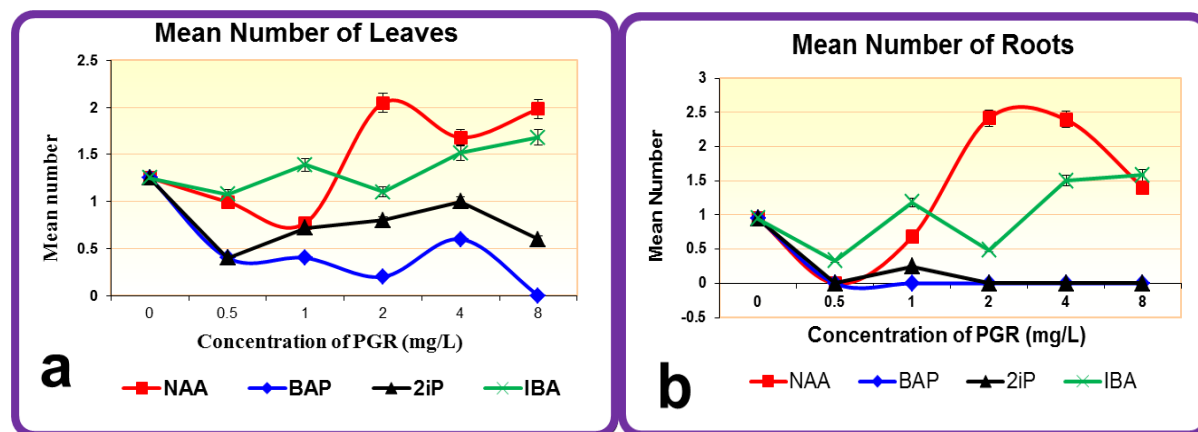 Mean Number of Leaves
Mean number
2.5
2
1.5
1
0.5
0
0 0.5 1 2 4 8
Concentration of PGR (mg/L)
a
NAA BAP 2iP IBA
Mean Number of Roots
Mean Number
3
2.5
2
1.5
1
0.5
0
-0.5
0 0.5 1 2 4 8
Concentration of PGR (mg/L)
b
NAA BAP 2iP IBA